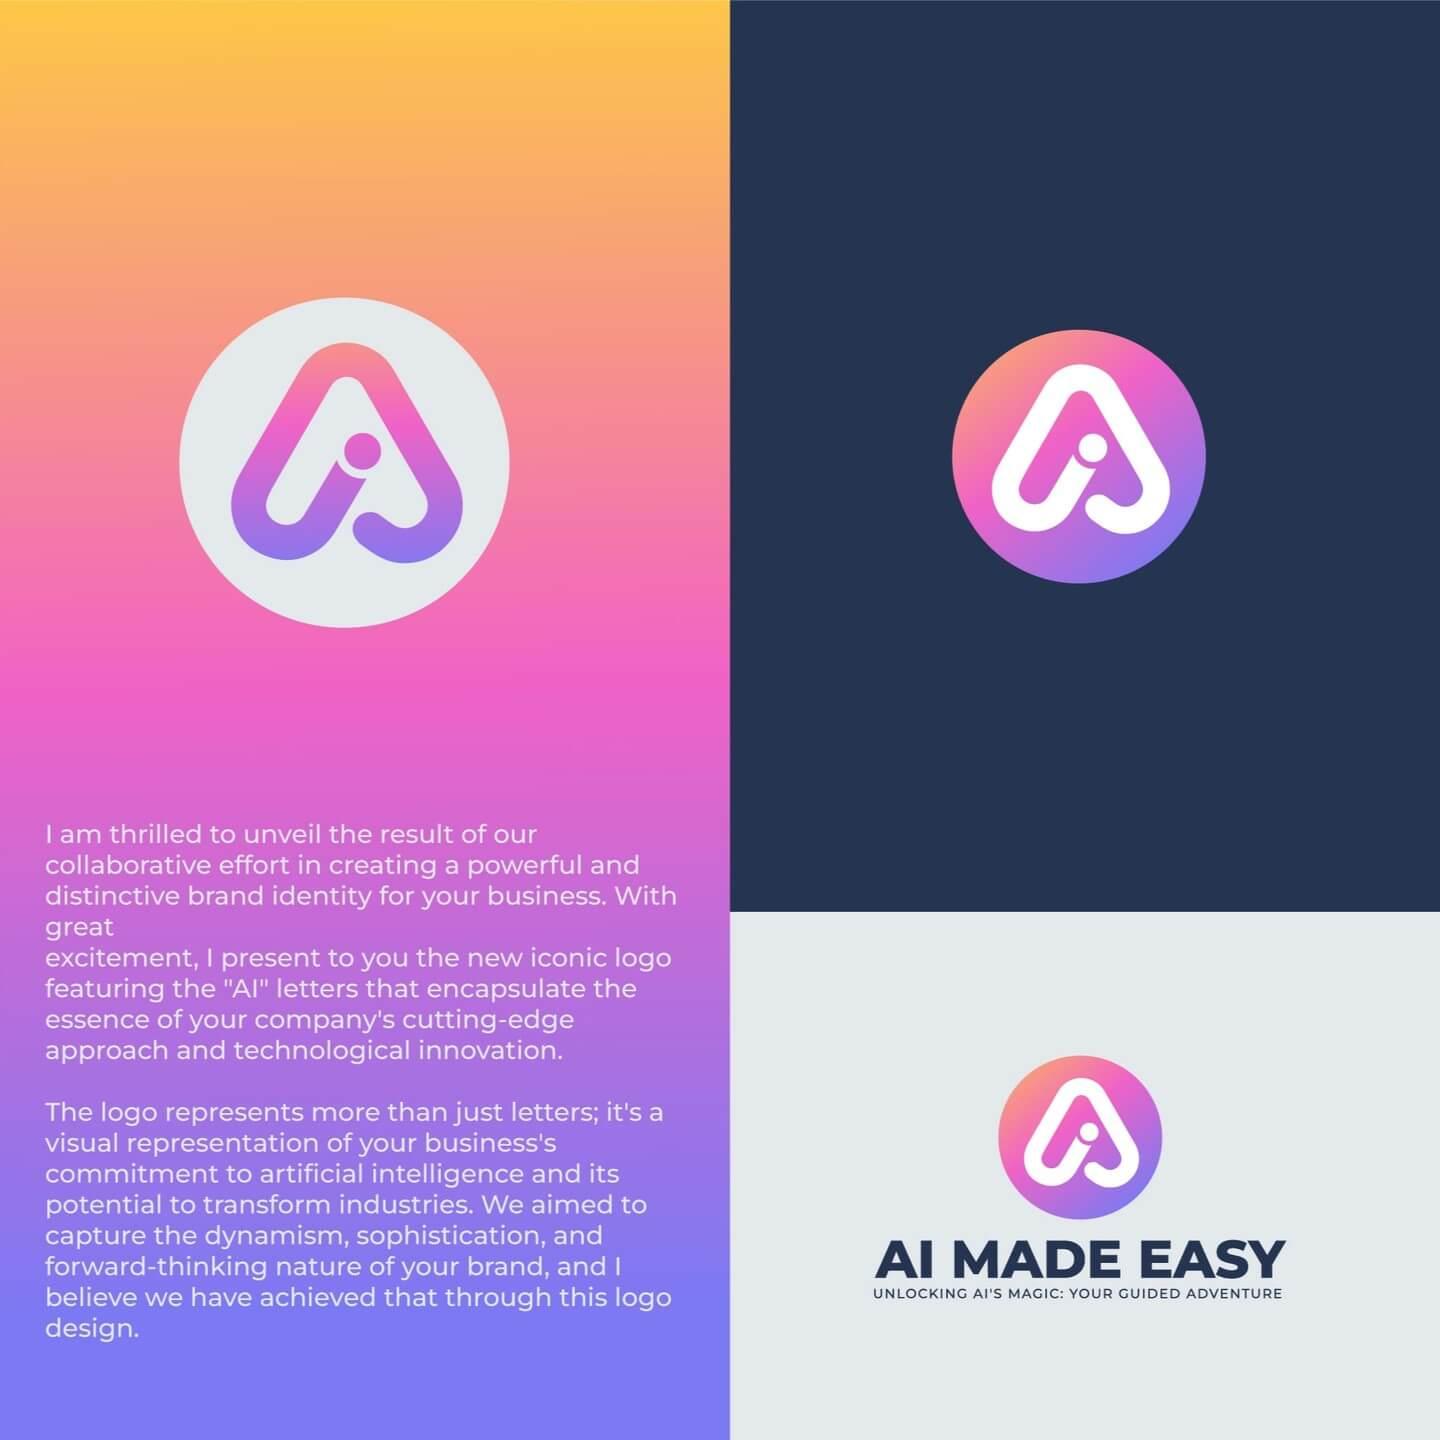 I am thrilled to unveil the result of our
collaborative effort in creating a powerful and
distinctive brand identity for your business. With
great
excitement, I present to you the new iconic logo
featuring the "AI" letters that encapsulate the
essence of your company's cutting-edge
approach and technological innovation.
The logo represents more than just letters; it's a
visual representation of your business's
commitment to artificial intelligence and its
potential to transform industries. We aimed to
capture the dynamism, sophistication, and
forward-thinking nature of your brand, and I
believe we have achieved that through this logo
design.
AI MADE EASY
UNLOCKING AI'S MAGIC: YOUR GUIDED ADVENTURE